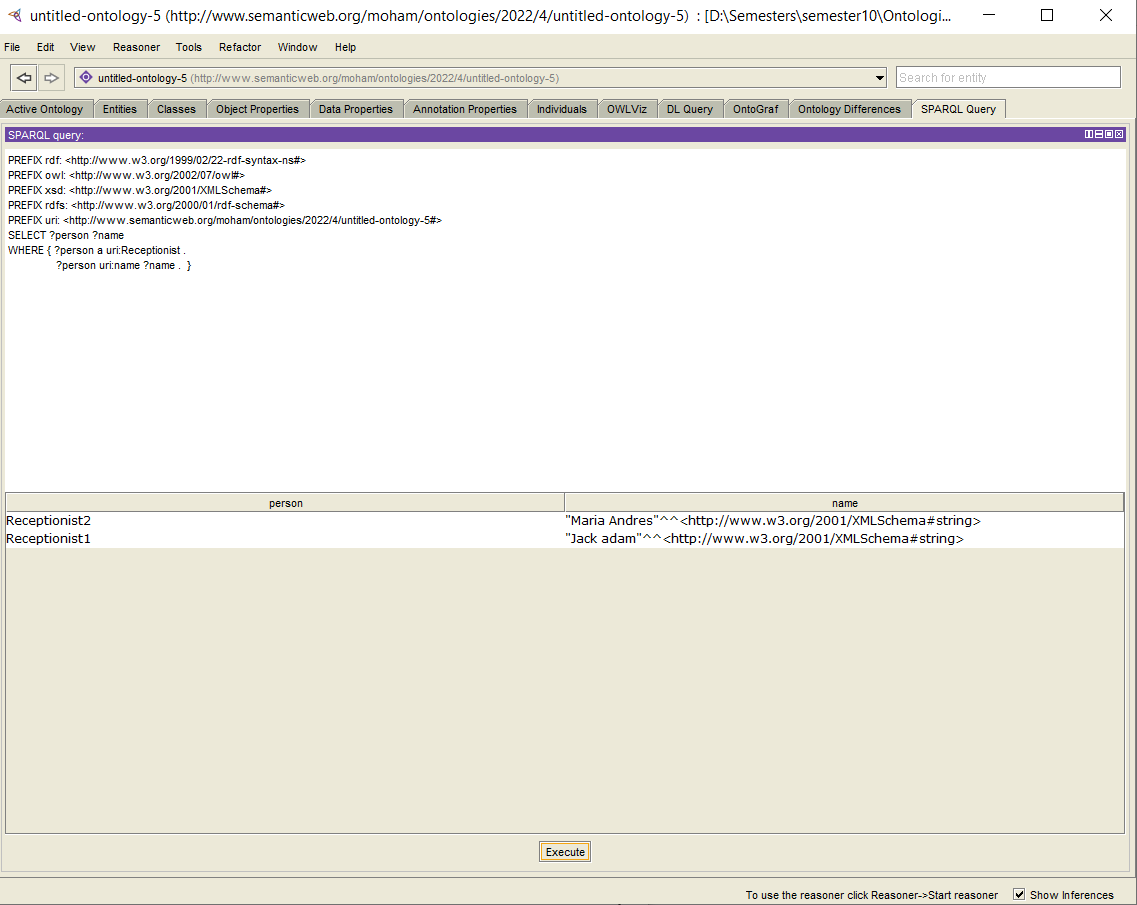 untitled-ontology-5 (http://www.semanticweb.org/moham/ontologies/2022/4/untitled-ontology-5) : [D:\Semesters\semester10\Ontologi...
File Edit View Reasoner Tools Refactor Window Help
untitled-ontology-5 (http://www.semanticweb.org/moham/ontologies/2022/4/untitled-ontology-5) Search for entity
Active Ontology Entities Classes Object Properties Data Properties Annotation Properties Individuals OWLViz DL Query OntoGraf Ontology Differences SPARQL Query
SPARQL query:
PREFIX rdf: <http://www.w3.org/1999/02/22-rdf-syntax-ns#>
PREFIX owl: <http://www.w3.org/2002/07/owl#>
PREFIX xsd: <http://www.w3.org/2001/XMLSchema#>
PREFIX rdfs: <http://www.w3.org/2000/01/rdf-schema#>
PREFIX uri: <http://www.semanticweb.org/moham/ontologies/2022/4/untitled-ontology-5#>
SELECT ?person ?name
WHERE { ?person a uri:Receptionist .
?person uri:name ?name . }
person name
Receptionist2 "Maria Andres"^^<http://www.w3.org/2001/XMLSchema#string>
Receptionist1 "Jack adam"^^<http://www.w3.org/2001/XMLSchema#string>
Execute
To use the reasoner click Reasoner->Start reasoner Show Inferences